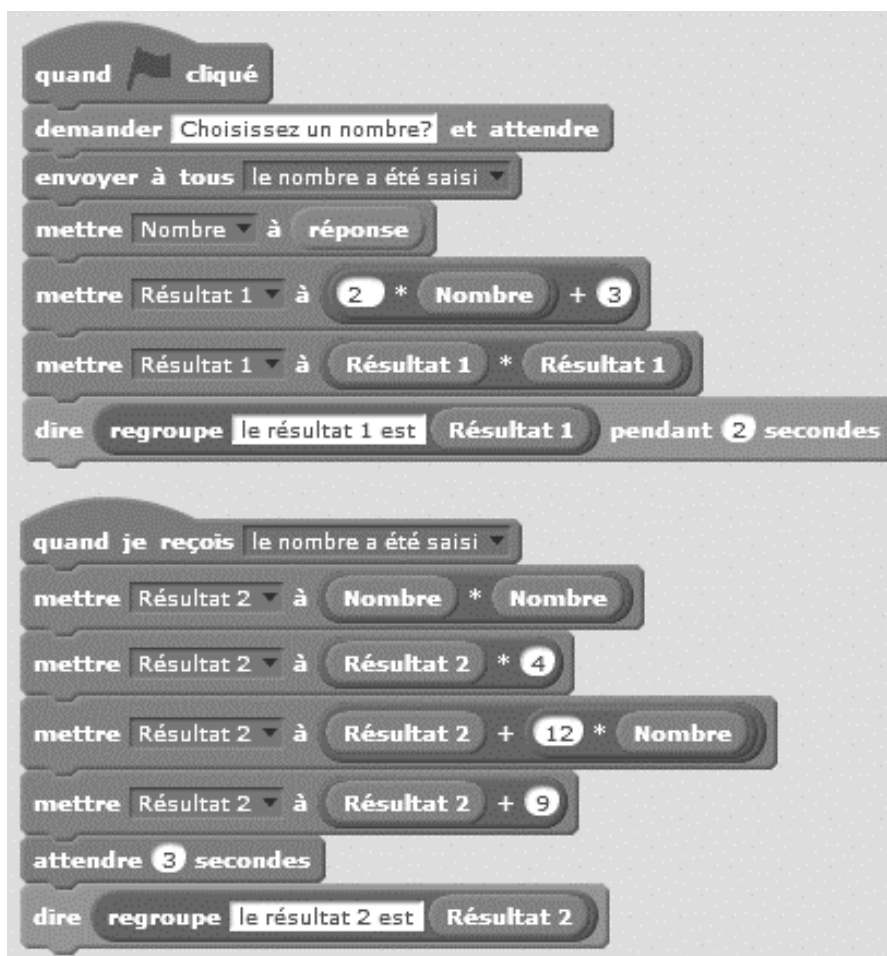 quand cliqué
demander Choisissez un nombre? et attendre
envoyer à tous le nombre a été saisi
mettre Nombre à réponse
mettre Résultat 1 à 2 * Nombre + 3
mettre Résultat 1 à Résultat 1 * Résultat 1
dire regroupe le résultat 1 est Résultat 1 pendant 2 secondes
quand je reçois le nombre a été saisi
mettre Résultat 2 à Nombre * Nombre
mettre Résultat 2 à Résultat 2 * 4
mettre Résultat 2 à Résultat 2 + 12 * Nombre
mettre Résultat 2 à Résultat 2 + 9
attendre 3 secondes
dire regroupe le résultat 2 est Résultat 2